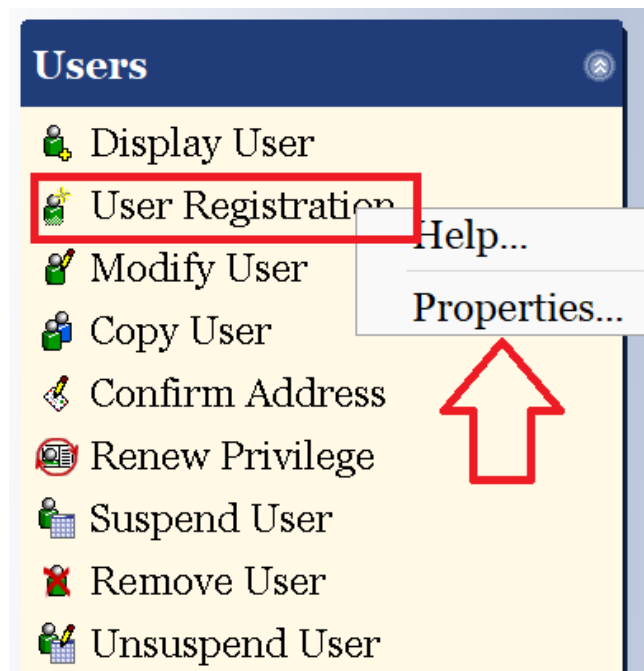 Users
Display User
User Registration
Help...
Modify User
Properties...
Copy User
Confirm Address
Renew Privilege
Suspend User
Remove User
Unsuspend User